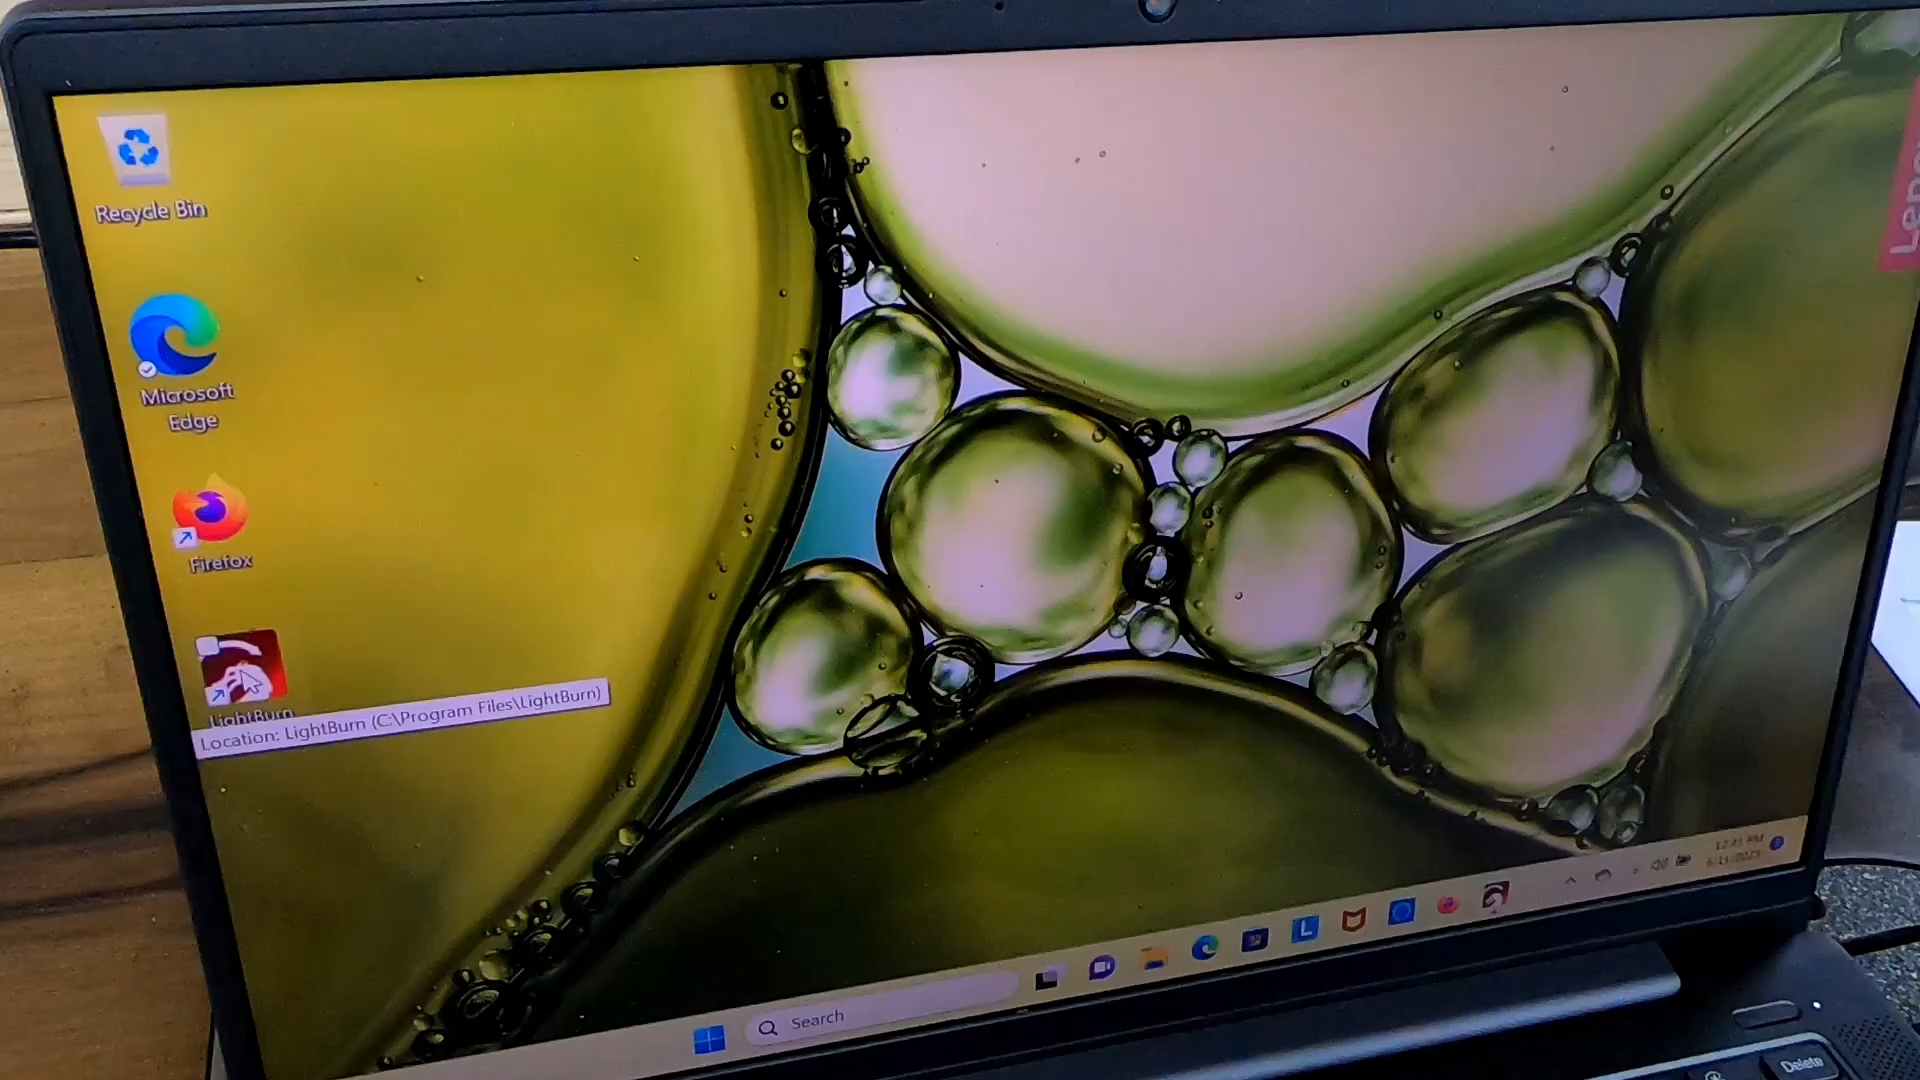 Recycle Bin
Microsoft
Edge
Firefox
LightBurn
Location: LightBurn (C:\Program Files\LightBurn)
Search
Delete